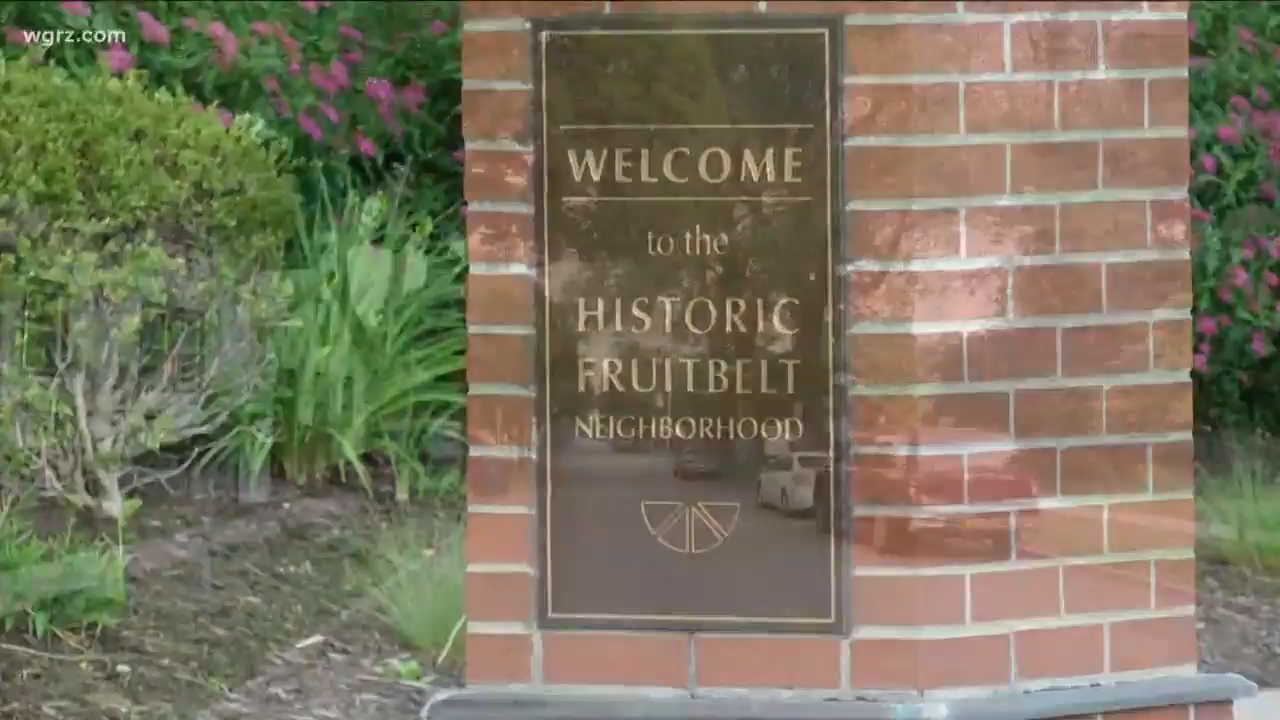 wgrz.com
WELCOME
to the
HISTORIC
FRUITBELT
NEIGHBORHOOD